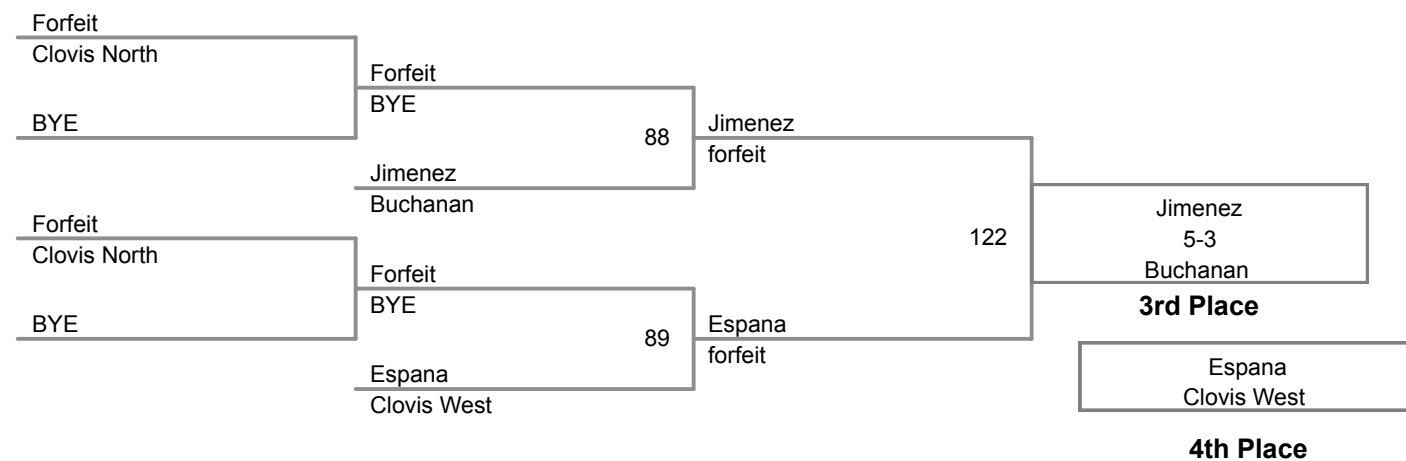 Forfeit
Clovis North
BYE
Forfeit
BYE
88
Jimenez
Buchanan
Jimenez
forfeit
Forfeit
Clovis North
BYE
Forfeit
BYE
89
Espana
Clovis West
Espana
forfeit
122
Jimenez
5-3
Buchanan
3rd Place
Espana
Clovis West
4th Place